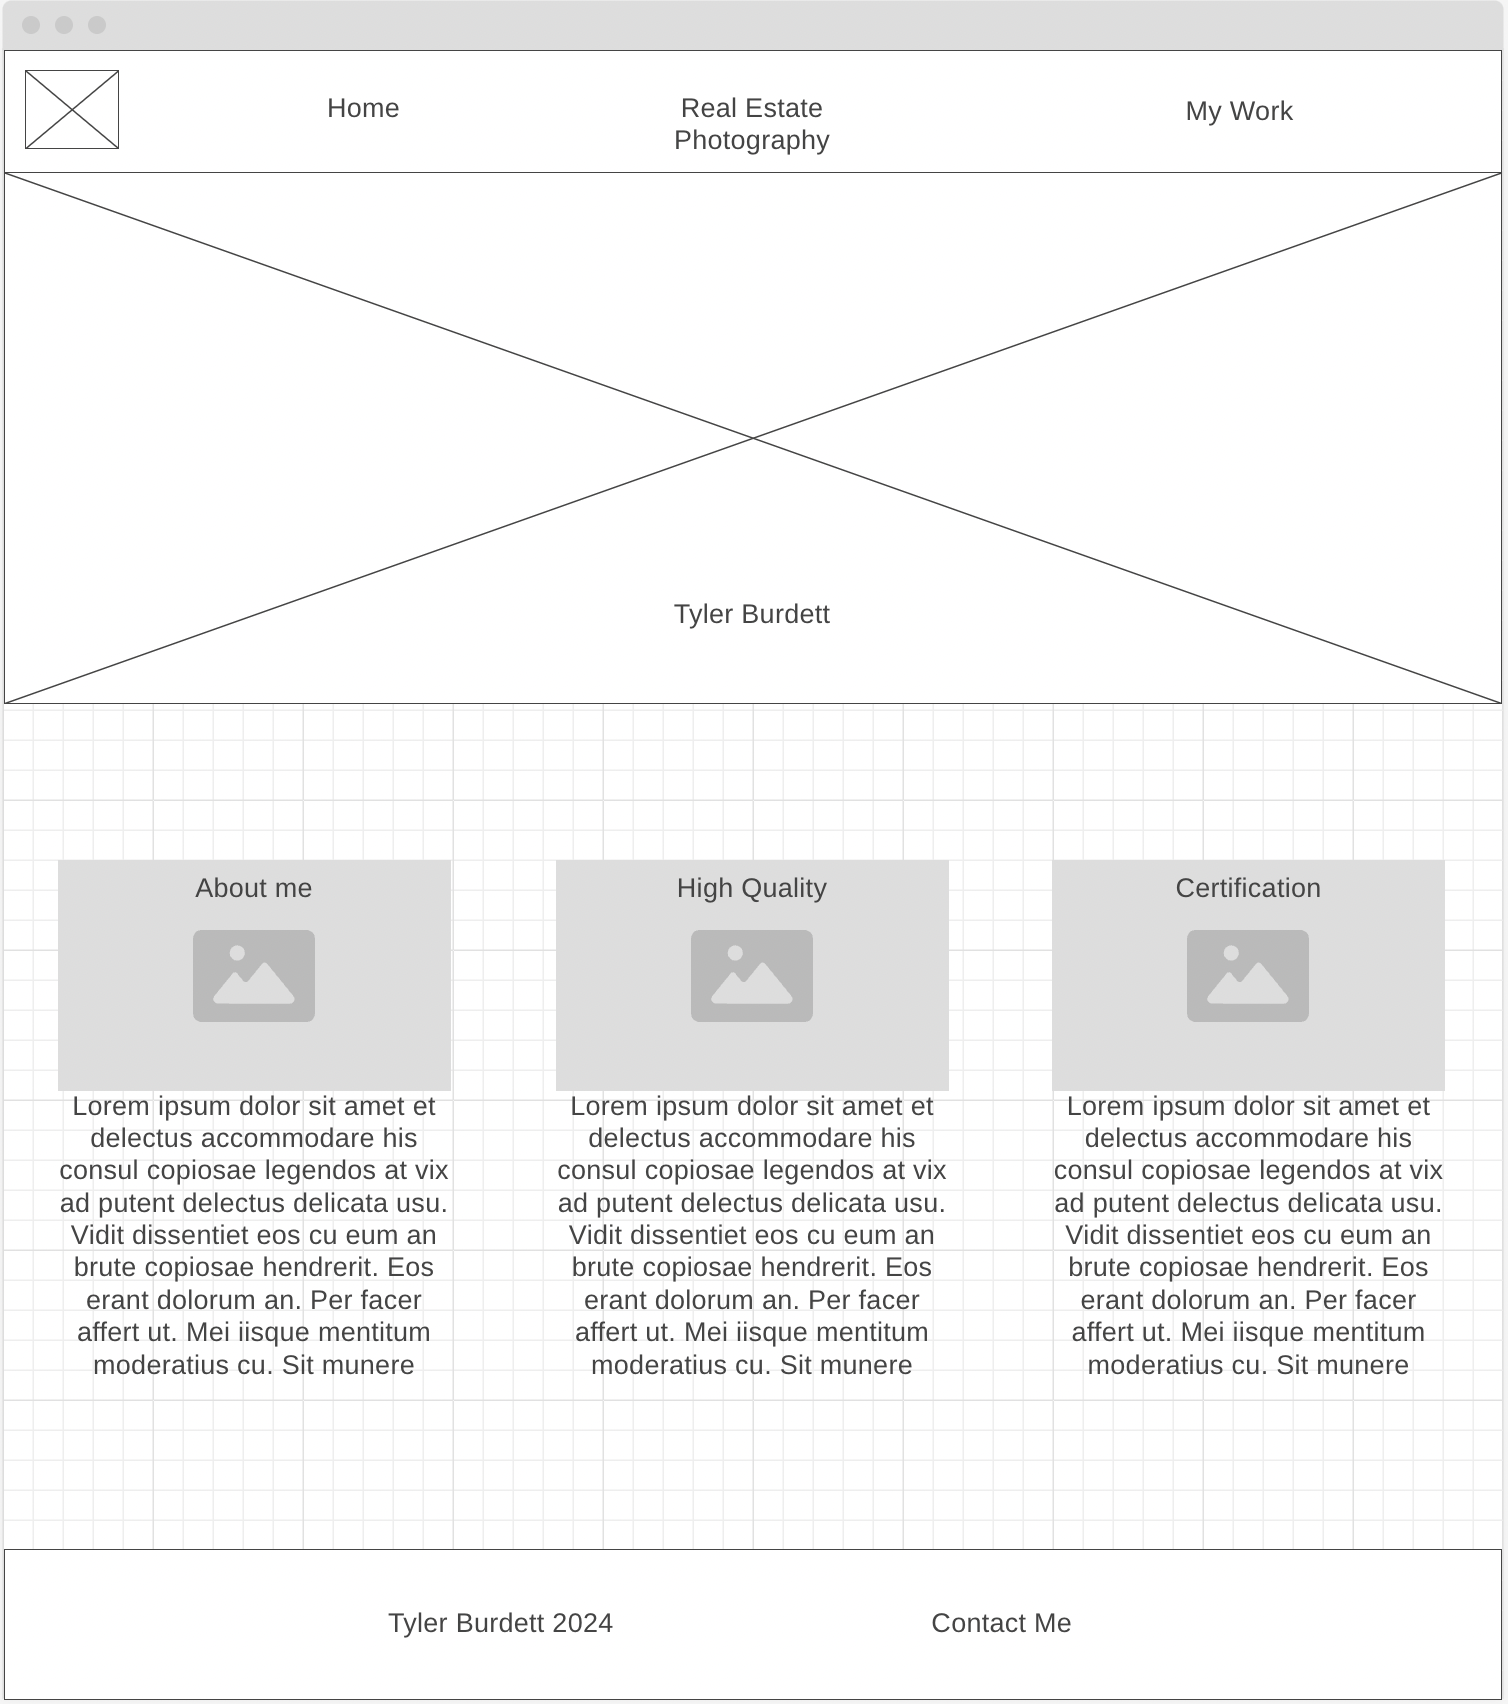 Home
Real Estate
Photography
My Work
Tyler Burdett
About me
Lorem ipsum dolor sit amet et
delectus accommodare his
consul copiosae legendos at vix
ad putent delectus delicata usu.
Vidit dissentiet eos cu eum an
brute copiosae hendrerit. Eos
erant dolorum an. Per facer
affert ut. Mei iisque mentitum
moderatius cu. Sit munere
High Quality
Lorem ipsum dolor sit amet et
delectus accommodare his
consul copiosae legendos at vix
ad putent delectus delicata usu.
Vidit dissentiet eos cu eum an
brute copiosae hendrerit. Eos
erant dolorum an. Per facer
affert ut. Mei iisque mentitum
moderatius cu. Sit munere
Certification
Lorem ipsum dolor sit amet et
delectus accommodare his
consul copiosae legendos at vix
ad putent delectus delicata usu.
Vidit dissentiet eos cu eum an
brute copiosae hendrerit. Eos
erant dolorum an. Per facer
affert ut. Mei iisque mentitum
moderatius cu. Sit munere
Tyler Burdett 2024
Contact Me